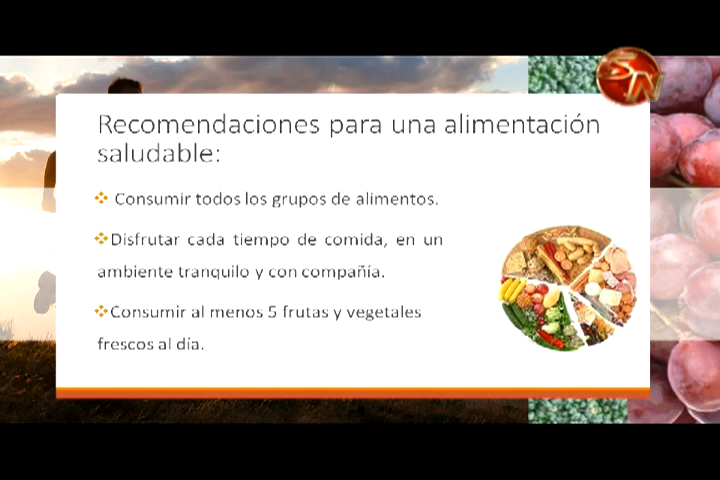 SN
Recomendaciones para una alimentación
saludable:
Consumir todos los grupos de alimentos.
Disfrutar cada tiempo de comida, en un
ambiente tranquilo y con compañía.
Consumir al menos 5 frutas y vegetales
frescos al día.